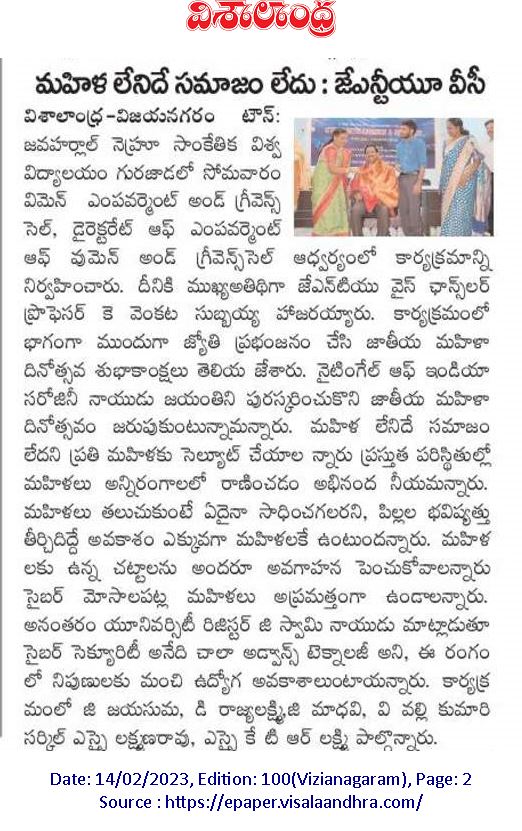 విశాలాంధ్ర
మహిళ లేనిదే సమాజం లేదు : జేఎన్టీయూ వీసీ
విశాలాంధ్ర-విజయనగరం టౌన్:
జవహర్లాల్ నెహ్రూ సాంకేతిక విశ్వ
విద్యాలయం గురజాడలో సోమవారం
విమెన్ ఎంపవర్మెంట్ అండ్ గ్రీవెన్స్
సెల్, డైరెక్టరేట్ ఆఫ్ ఎంపవర్మెంట్
ఆఫ్ వుమెన్ అండ్ గ్రీవెన్స్‌సెల్ ఆధ్వర్యంలో కార్యక్రమాన్ని
నిర్వహించారు. దీనికి ముఖ్యఅతిథిగా జేఎన్‌టియు వైస్ ఛాన్స్‌లర్
ప్రొఫెసర్ కె వెంకట సుబ్బయ్య హాజరయ్యారు. కార్యక్రమంలో
భాగంగా ముందుగా జ్యోతి ప్రభంజనం చేసి జాతీయ మహిళా
దినోత్సవ శుభాకాంక్షలు తెలియ జేశారు. నైటింగేల్ ఆఫ్ ఇండియా
సరోజినీ నాయుడు జయంతిని పురస్కరించుకొని జాతీయ మహిళా
దినోత్సవం జరుపుకుంటున్నామన్నారు. మహిళ లేనిదే సమాజం
లేదని ప్రతి మహిళకు సెల్యూట్ చేయాల న్నారు ప్రస్తుత పరిస్థితుల్లో
మహిళలు అన్నిరంగాలలో రాణించడం అభినంద నీయమన్నారు.
మహిళలు తలుచుకుంటే ఏదైనా సాధించగలరని, పిల్లల భవిష్యత్తు
తీర్చిదిద్దే అవకాశం ఎక్కువగా మహిళలకే ఉంటుందన్నారు. మహిళ
లకు ఉన్న చట్టాలను అందరూ అవగాహన పెంచుకోవాలన్నారు
సైబర్ మోసాలపట్ల మహిళలు అప్రమత్తంగా ఉండాలన్నారు.
అనంతరం యూనివర్సిటీ రిజిస్టర్ జి స్వామి నాయుడు మాట్లాడుతూ
సైబర్ సెక్యూరిటీ అనేది చాలా అడ్వాన్స్ టెక్నాలజీ అని, ఈ రంగం
లో నిపుణులకు మంచి ఉద్యోగ అవకాశాలుంటాయన్నారు. కార్యక్ర
మంలో జి జయసుమ, డి రాజ్యలక్ష్మిజి మాధవి, వి వల్లి కుమారి
సర్కిల్ ఎస్సై లక్ష్మణరావు, ఎస్సై కే టి ఆర్ లక్ష్మి పాల్గొన్నారు.
Date: 14/02/2023, Edition: 100(Vizianagaram), Page: 2
Source : https://epaper.visalaandhra.com/